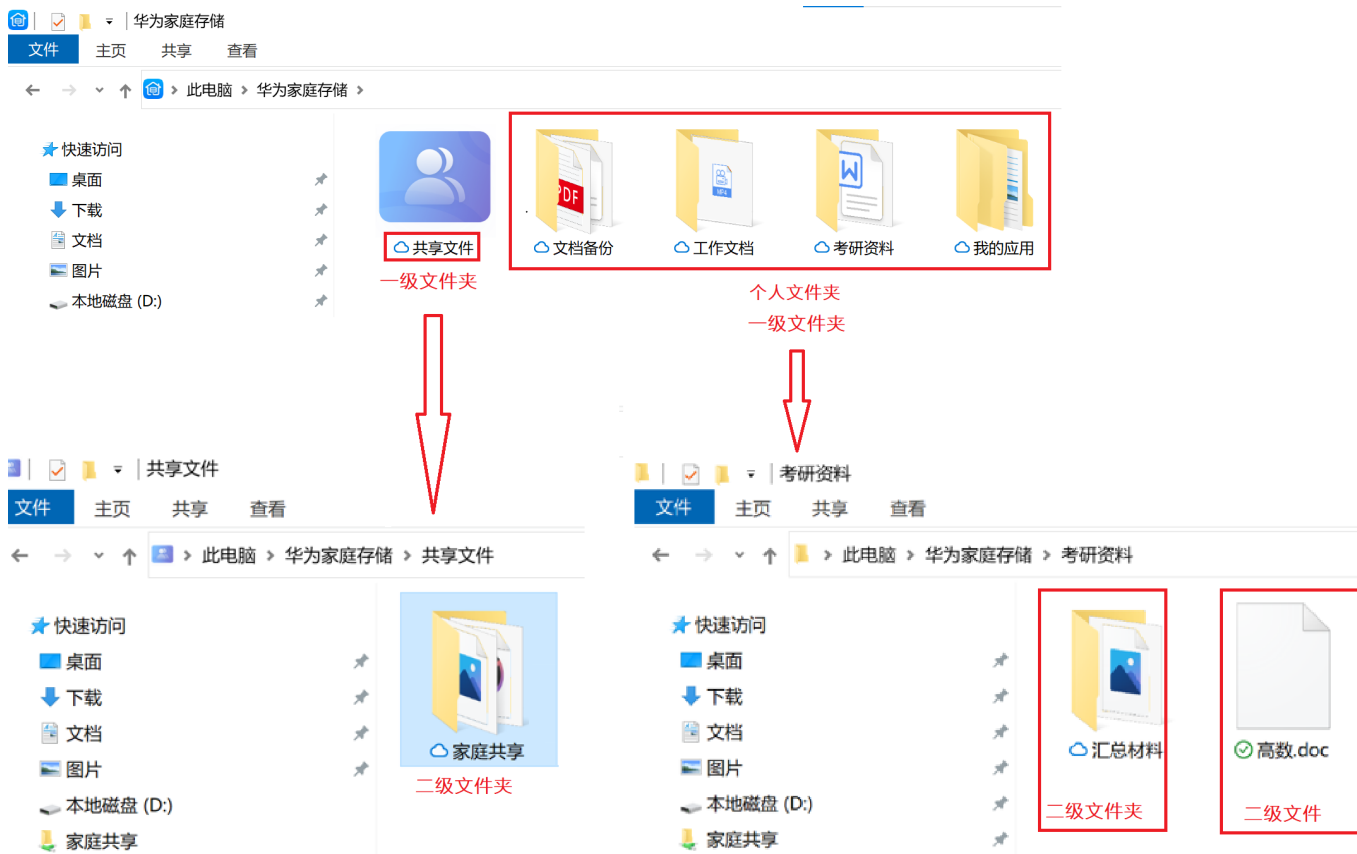 华为家庭存储
文件 主页 共享 查看
此电脑 > 华为家庭存储 >
快速访问
桌面
下载
文档
图片
本地磁盘 (D:)
PDF
MP4
W
共享文件
文档备份
工作文档
考研资料
我的应用
一级文件夹
个人文件夹
一级文件夹
共享文件
文件 主页 共享 查看
此电脑 > 华为家庭存储 > 共享文件
快速访问
桌面
下载
文档
图片
本地磁盘 (D:)
家庭共享
家庭共享
二级文件夹
考研资料
文件 主页 共享 查看
此电脑 > 华为家庭存储 > 考研资料
快速访问
桌面
下载
文档
图片
本地磁盘 (D:)
家庭共享
汇总材料
二级文件夹
高数.doc
二级文件